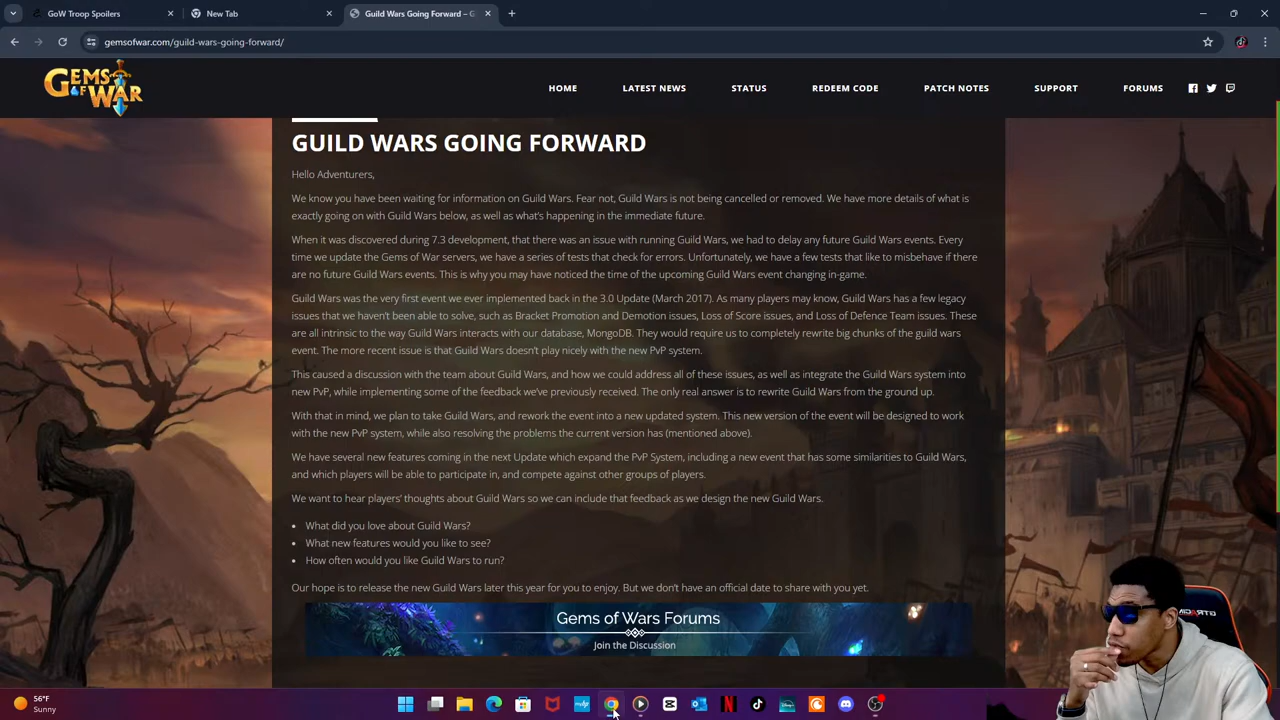 GoW Troop Spoilers
New Tab
Guild Wars Going Forward – G
gemsofwar.com/guild-wars-going-forward/
GEMS OF WAR
HOME
LATEST NEWS
STATUS
REDEEM CODE
PATCH NOTES
SUPPORT
FORUMS
GUILD WARS GOING FORWARD
Hello Adventurers,
We know you have been waiting for information on Guild Wars. Fear not, Guild Wars is not being cancelled or removed. We have more details of what is
exactly going on with Guild Wars below, as well as what's happening in the immediate future.
When it was discovered during 7.3 development, that there was an issue with running Guild Wars, we had to delay any future Guild Wars events. Every
time we update the Gems of War servers, we have a series of tests that check for errors. Unfortunately, we have a few tests that like to misbehave if there
are no future Guild Wars events. This is why you may have noticed the time of the upcoming Guild Wars event changing in-game.
Guild Wars was the very first event we ever implemented back in the 3.0 Update (March 2017). As many players may know, Guild Wars has a few legacy
issues that we haven't been able to solve, such as Bracket Promotion and Demotion issues, Loss of Score issues, and Loss of Defence Team issues. These
are all intrinsic to the way Guild Wars interacts with our database, MongoDB. They would require us to completely rewrite big chunks of the guild wars
event. The more recent issue is that Guild Wars doesn't play nicely with the new PvP system.
This caused a discussion with the team about Guild Wars, and how we could address all of these issues, as well as integrate the Guild Wars system into
new PvP, while implementing some of the feedback we've previously received. The only real answer is to rewrite Guild Wars from the ground up.
With that in mind, we plan to take Guild Wars, and rework the event into a new updated system. This new version of the event will be designed to work
with the new PvP system, while also resolving the problems the current version has (mentioned above).
We have several new features coming in the next Update which expand the PvP System, including a new event that has some similarities to Guild Wars,
and which players will be able to participate in, and compete against other groups of players.
We want to hear players' thoughts about Guild Wars so we can include that feedback as we design the new Guild Wars.
• What did you love about Guild Wars?
• What new features would you like to see?
• How often would you like Guild Wars to run?
Our hope is to release the new Guild Wars later this year for you to enjoy. But we don't have an official date to share with you yet.
Gems of Wars Forums
Join the Discussion
56°F
Sunny